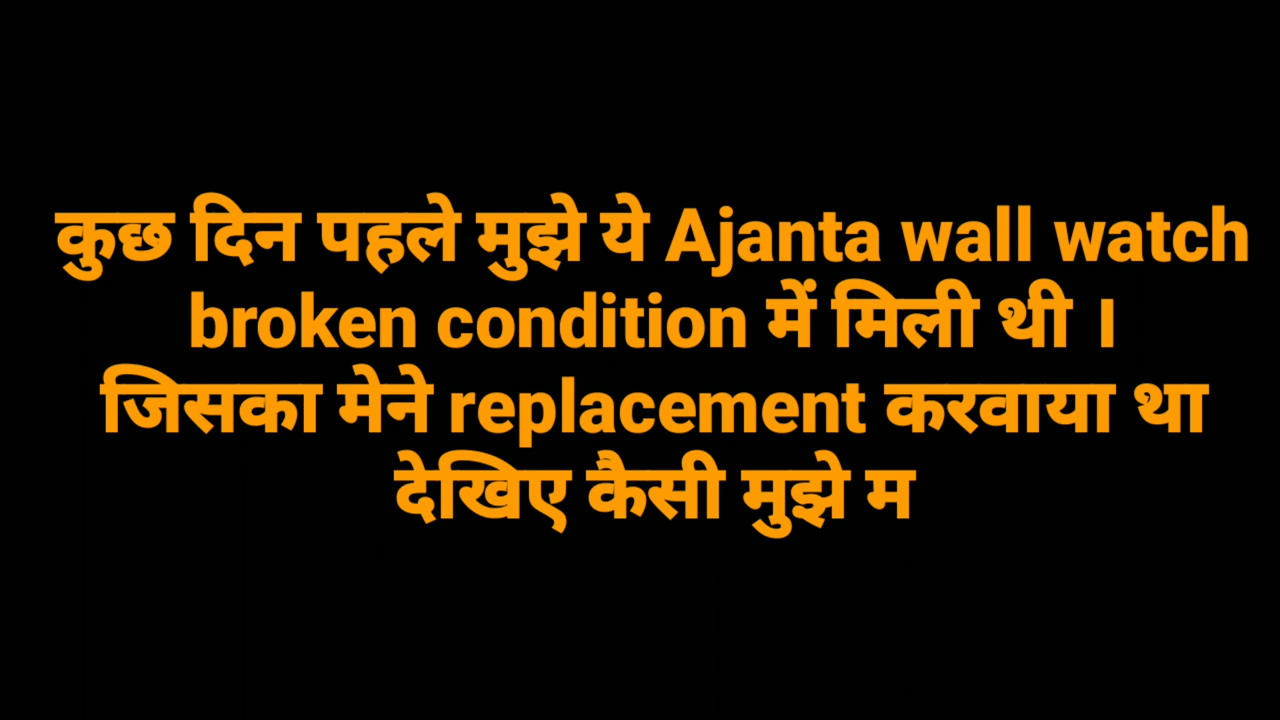 कुछ दिन पहले मुझे ये Ajanta wall watch
broken condition में मिली थी ।
जिसका मेने replacement करवाया था
देखिए कैसी मुझे म